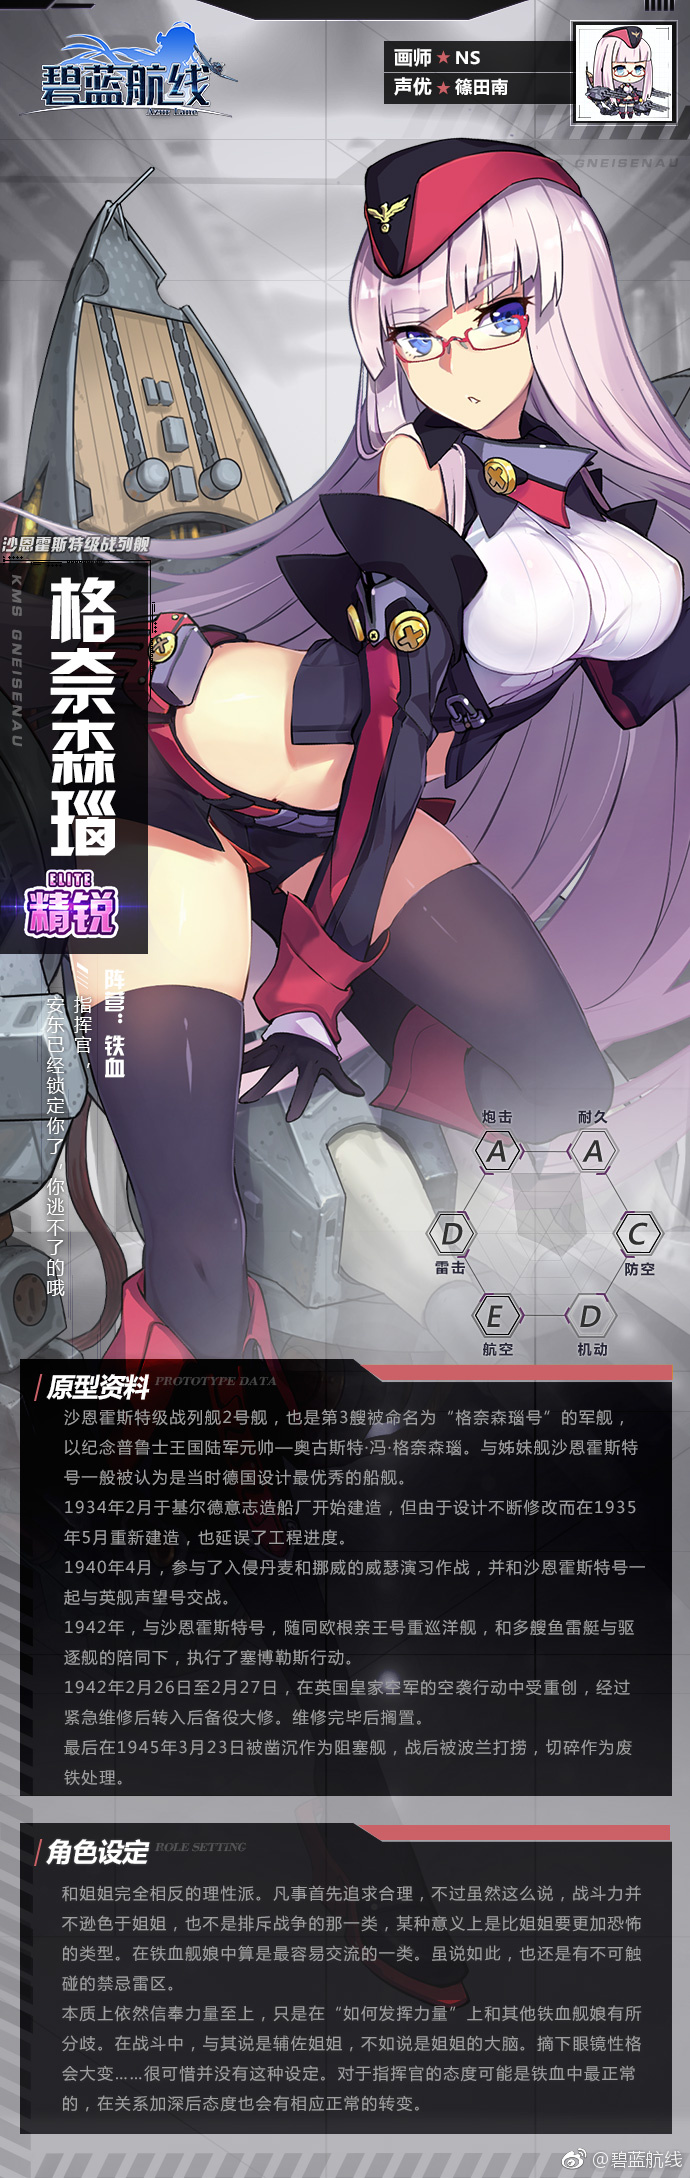 碧蓝航线
Azur Lane
画师★NS
声优★篠田南
GNEISENAU
沙恩霍斯特级战列舰
KMS GNEISENAU
格奈森瑙
ELITE
精锐
阵营：铁血
指挥官，
安东已经锁定你了，你逃不了的哦
炮击
耐久
A
A
D
C
雷击
防空
E
D
航空
机动
原型资料 PROTOTYPE DATA
沙恩霍斯特级战列舰2号舰，也是第3艘被命名为“格奈森瑙号”的军舰，
以纪念普鲁士王国陆军元帅—奥古斯特·冯·格奈森瑙。与姊妹舰沙恩霍斯特
号一般被认为是当时德国设计最优秀的船舰。
1934年2月于基尔德意志造船厂开始建造，但由于设计不断修改而在1935
年5月重新建造，也延误了工程进度。
1940年4月，参与了入侵丹麦和挪威的威瑟演习作战，并和沙恩霍斯特号一
起与英舰声望号交战。
1942年，与沙恩霍斯特号，随同欧根亲王号重巡洋舰，和多艘鱼雷艇与驱
逐舰的陪同下，执行了塞博勒斯行动。
1942年2月26日至2月27日，在英国皇家空军的空袭行动中受重创，经过
紧急维修后转入后备役大修。维修完毕后搁置。
最后在1945年3月23日被凿沉作为阻塞舰，战后被波兰打捞，切碎作为废
铁处理。
角色设定 ROLE SETTING
和姐姐完全相反的理性派。凡事首先追求合理，不过虽然这么说，战斗力并
不逊色于姐姐，也不是排斥战争的那一类，某种意义上是比姐姐要更加恐怖
的类型。在铁血舰娘中算是最容易交流的一类。虽说如此，也还是有不可触
碰的禁忌雷区。
本质上依然信奉力量至上，只是在“如何发挥力量”上和其他铁血舰娘有所
分歧。在战斗中，与其说是辅佐姐姐，不如说是姐姐的大脑。摘下眼镜性格
会大变……很可惜并没有这种设定。对于指挥官的态度可能是铁血中最正常
的，在关系加深后态度也会有相应正常的转变。
@碧蓝航线